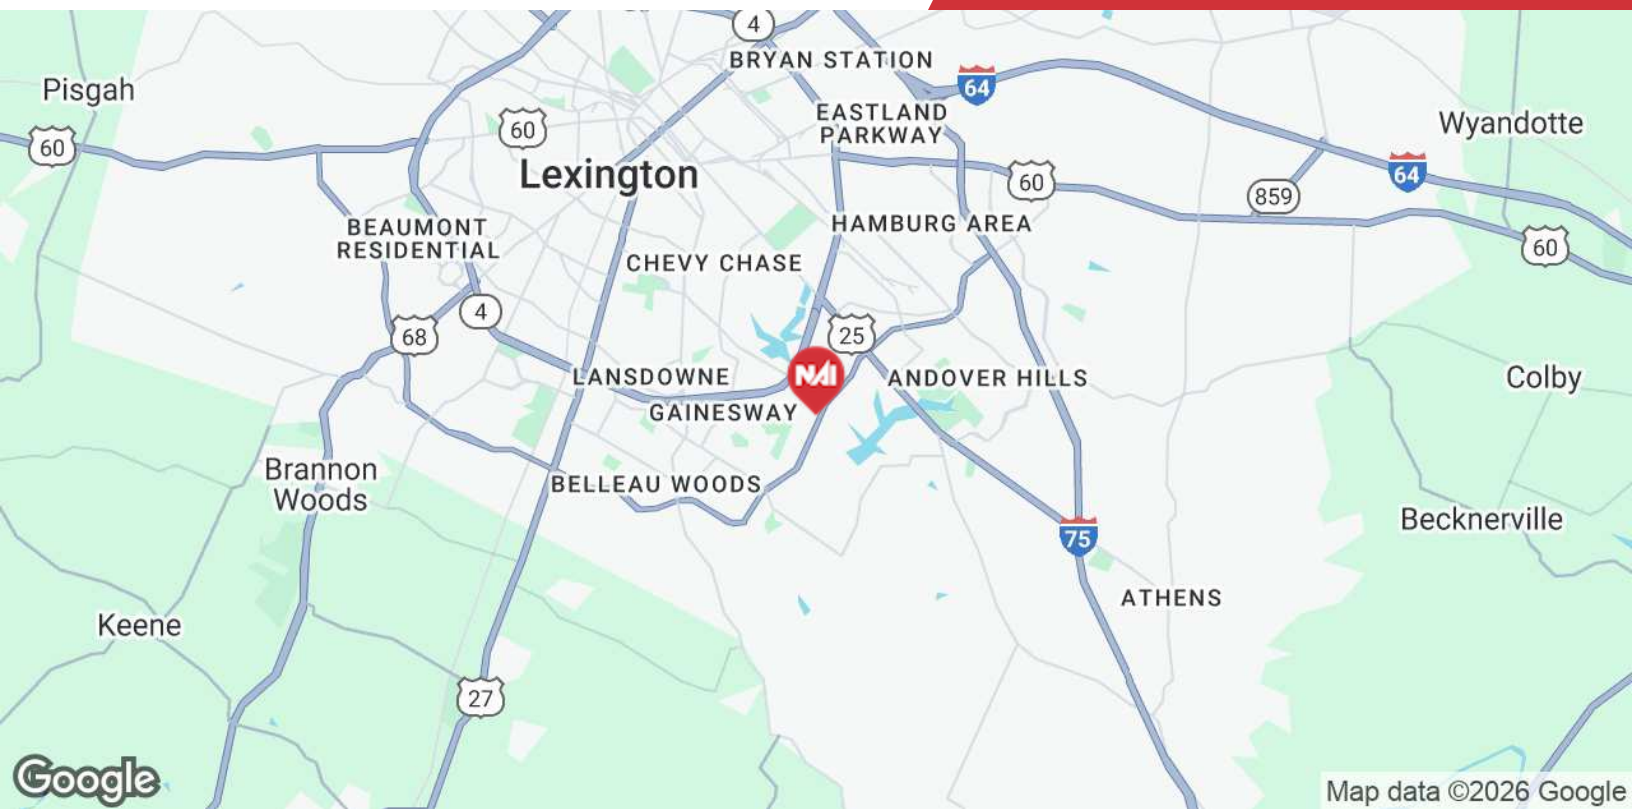 4
BRYAN STATION
64
Pisgah
EASTLAND
PARKWAY
Wyandotte
60
60
Lexington
64
60
859
BEAUMONT
RESIDENTIAL
HAMBURG AREA
60
CHEVY CHASE
4
68
25
NAI
LANSDOWNE
ANDOVER HILLS
Colby
GAINESWAY
Brannon
Woods
BELLEAU WOODS
Becknerville
75
ATHENS
Keene
27
Google
Map data ©2026 Google